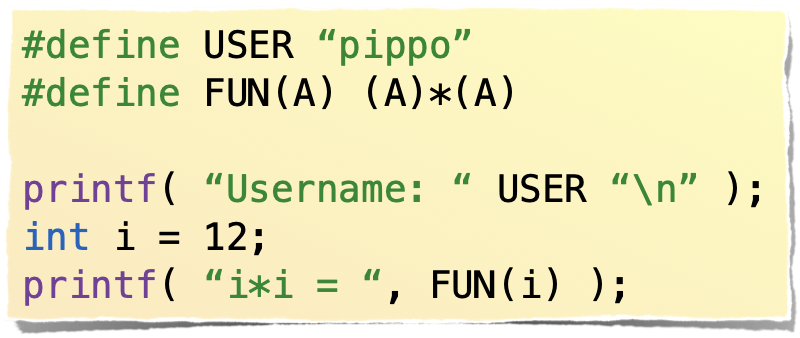 #define USER “pippo”
#define FUN(A) (A)*(A)
printf( “Username: “ USER “\n” );
int i = 12;
printf( “i*i = “, FUN(i) );